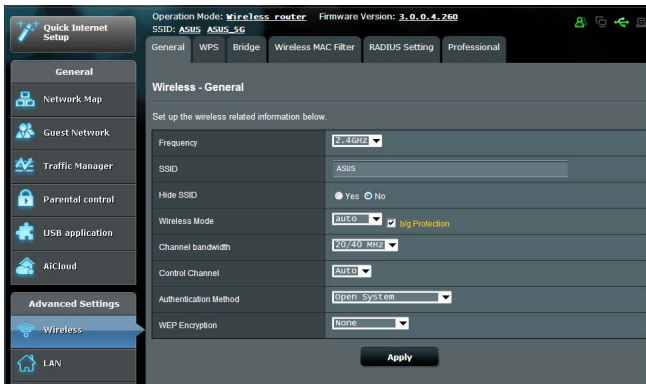 Quick Internet
Setup
Operation Mode: Wireless router Firmware Version: 3.0.0.4.260
SSID: ASUS ASUS_5G
General WPS Bridge Wireless MAC Filter RADIUS Setting Professional
General
Network Map
Guest Network
Traffic Manager
Parental control
USB application
AiCloud
Advanced Settings
Wireless
LAN
Wireless - General
Set up the wireless related information below.
Frequency 2.4GHz
SSID ASUS
Hide SSID Yes No
Wireless Mode auto b/g Protection
Channel bandwidth 20/40 MHz
Control Channel Auto
Authentication Method Open System
WEP Encryption None
Apply